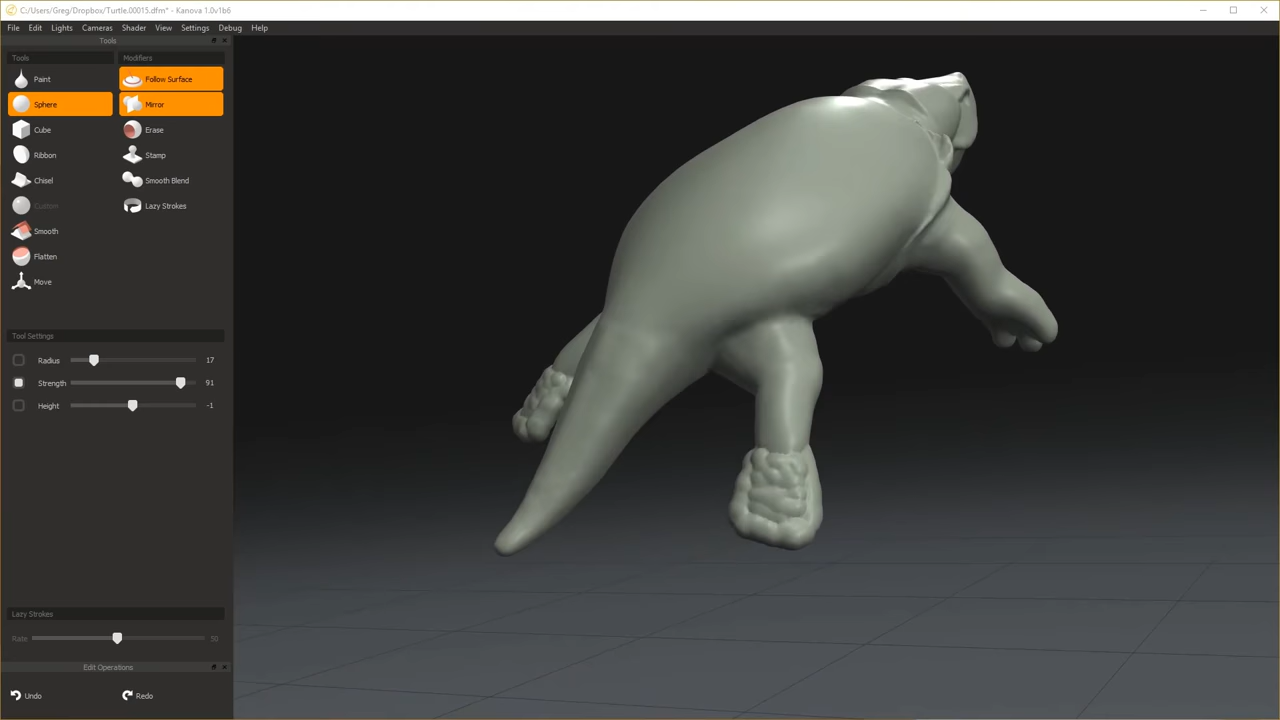 C:/Users/Greg/Dropbox/Turtle.00015.dfm* - Kanova 1.0v1b6
File Edit Lights Cameras Shader View Settings Debug Help
Tools
Tools Modifiers
Paint Follow Surface
Sphere Mirror
Cube Erase
Ribbon Stamp
Chisel Smooth Blend
Custom Lazy Strokes
Smooth
Flatten
Move
Tool Settings
Radius 17
Strength 91
Height -1
Lazy Strokes
Rate 50
Edit Operations
Undo Redo